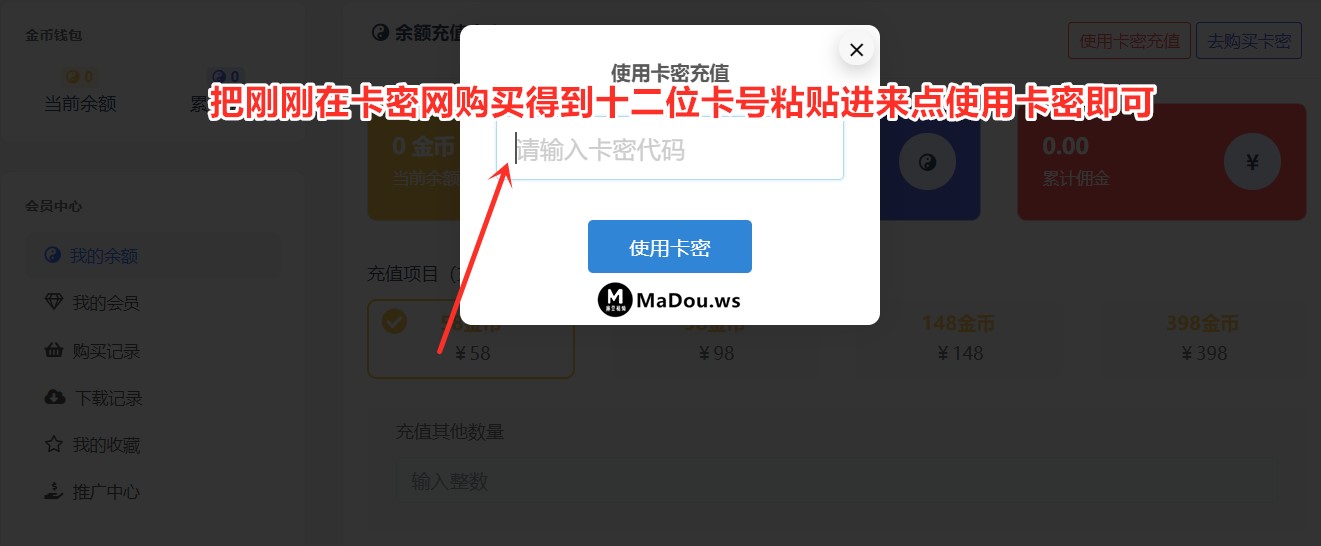 金币钱包
0
当前余额
0
累
会员中心
我的余额
我的会员
购买记录
下载记录
我的收藏
推广中心
余额充值
使用卡密充值
去购买卡密
使用卡密充值
把刚刚在卡密网购买得到十二位卡号粘贴进来点使用卡密即可
请输入卡密代码
使用卡密
M
MaDou.ws
0 金币
当前余额
0.00
累计佣金
¥
充值项目
¥58
¥98
148金币
¥148
398金币
¥398
充值其他数量
输入整数